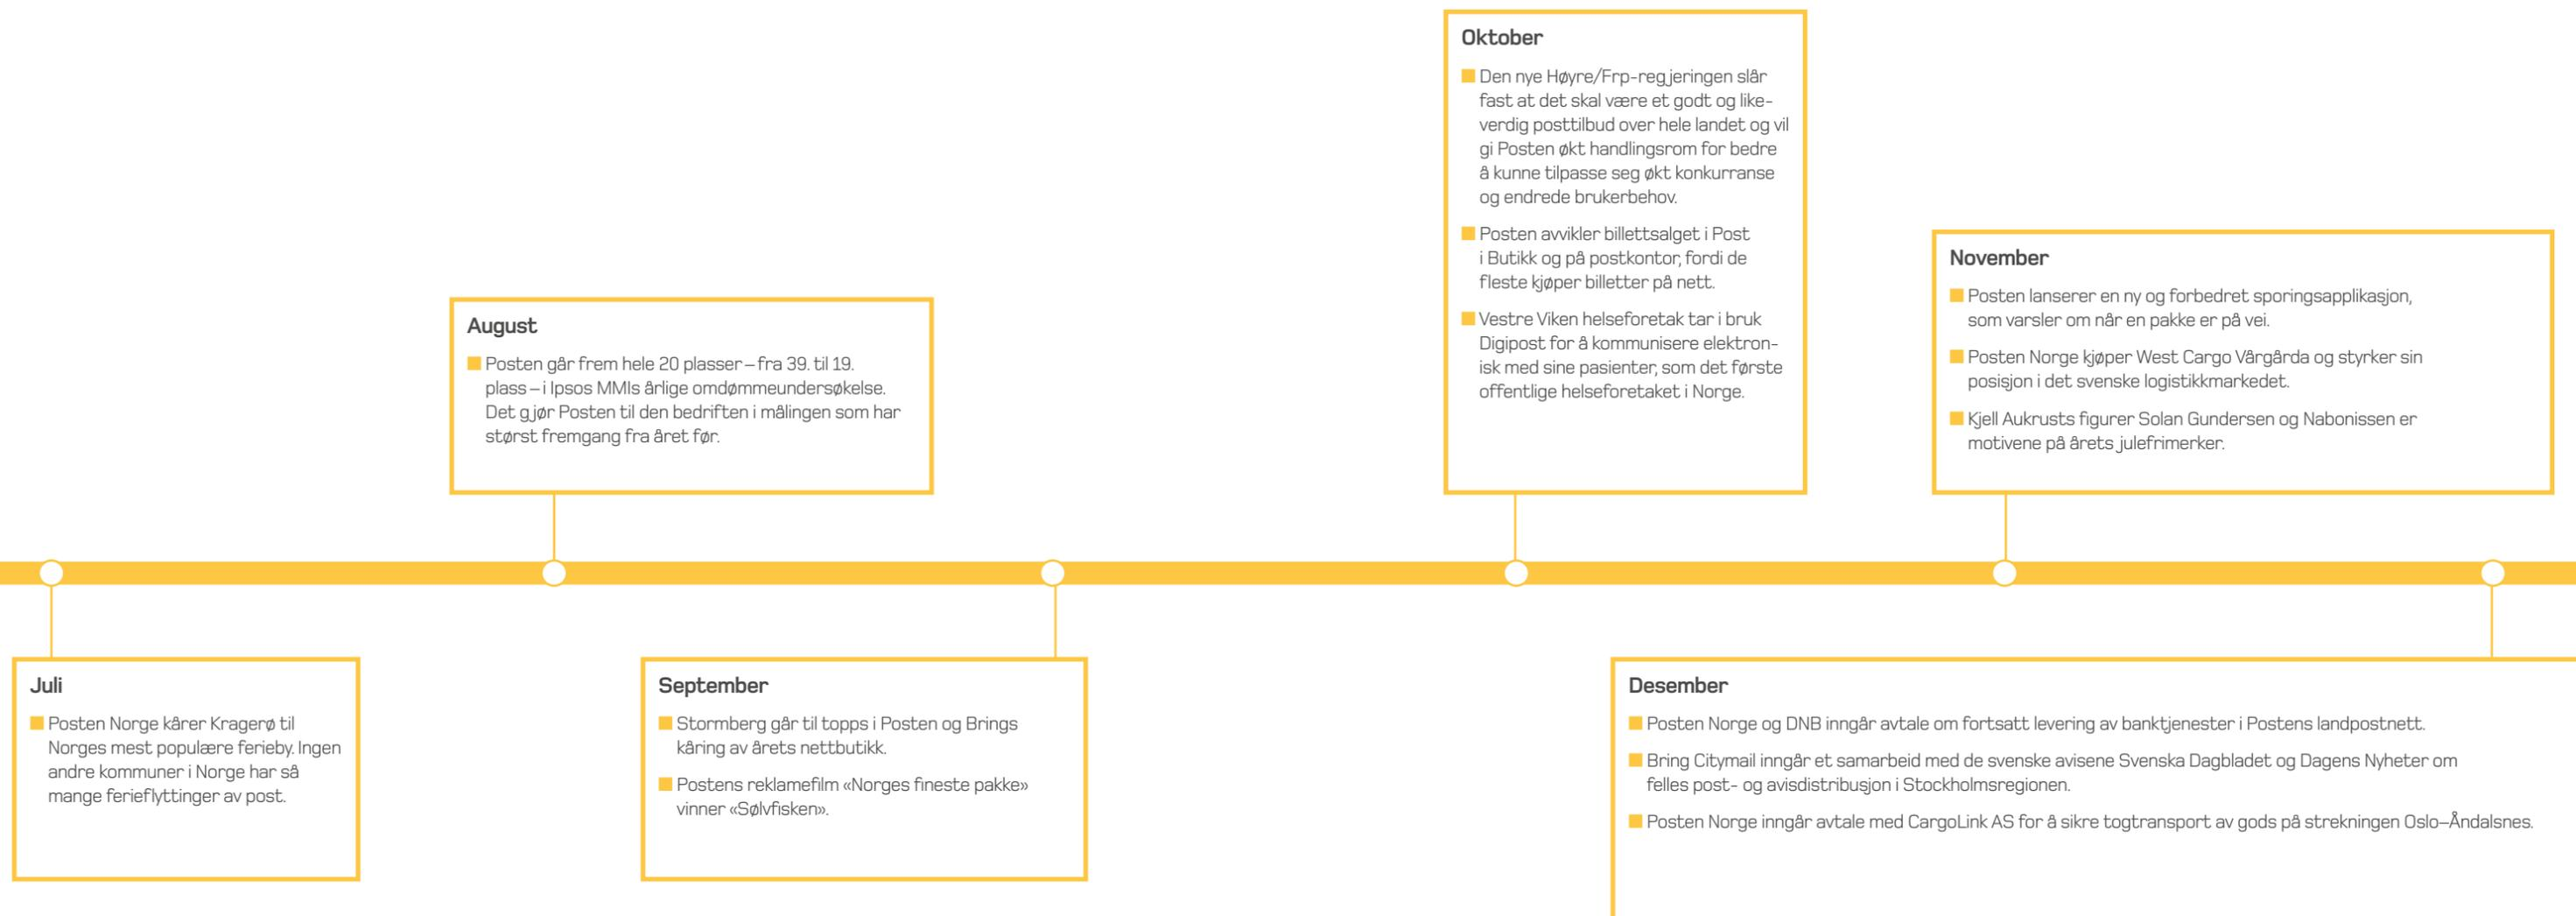 Juli
Posten Norge kårer Kragerø til
Norges mest populære ferieby. Ingen
andre kommuner i Norge har så
mange ferieflyttinger av post.
August
Posten går frem hele 20 plasser – fra 39. til 19.
plass – i Ipsos MMIs årlige omdømmeundersøkelse.
Det gjør Posten til den bedriften i målingen som har
størst fremgang fra året før.
September
Stormberg går til topps i Posten og Brings
kåring av årets nettbutikk.
Postens reklamefilm «Norges fineste pakke»
vinner «Sølvfisken».
Oktober
Den nye Høyre/Frp-regjeringen slår
fast at det skal være et godt og like-
verdig posttilbud over hele landet og vil
gi Posten økt handlingsrom for bedre
å kunne tilpasse seg økt konkurranse
og endrede brukerbehov.
Posten avvikler billettsalget i Post
i Butikk og på postkontor, fordi de
fleste kjøper billetter på nett.
Vestre Viken helseforetak tar i bruk
Digipost for å kommunisere elektron-
isk med sine pasienter, som det første
offentlige helseforetaket i Norge.
November
Posten lanserer en ny og forbedret sporingsapplikasjon,
som varsler om når en pakke er på vei.
Posten Norge kjøper West Cargo Vårgårda og styrker sin
posisjon i det svenske logistikkmarkedet.
Kjell Aukrusts figurer Solan Gundersen og Nabonissen er
motivene på årets julefrimerker.
Desember
Posten Norge og DNB inngår avtale om fortsatt levering av banktjenester i Postens landpostnett.
Bring Citymail inngår et samarbeid med de svenske avisene Svenska Dagbladet og Dagens Nyheter om
felles post- og avisdistribusjon i Stockholmsregionen.
Posten Norge inngår avtale med CargoLink AS for å sikre togtransport av gods på strekningen Oslo–Åndalsnes.